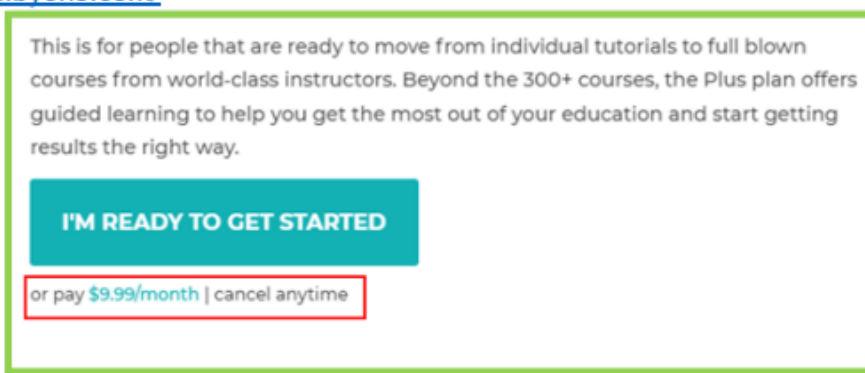 This is for people that are ready to move from individual tutorials to full blown
courses from world-class instructors. Beyond the 300+ courses, the Plus plan offers
guided learning to help you get the most out of your education and start getting
results the right way.
I'M READY TO GET STARTED
or pay $9.99/month | cancel anytime